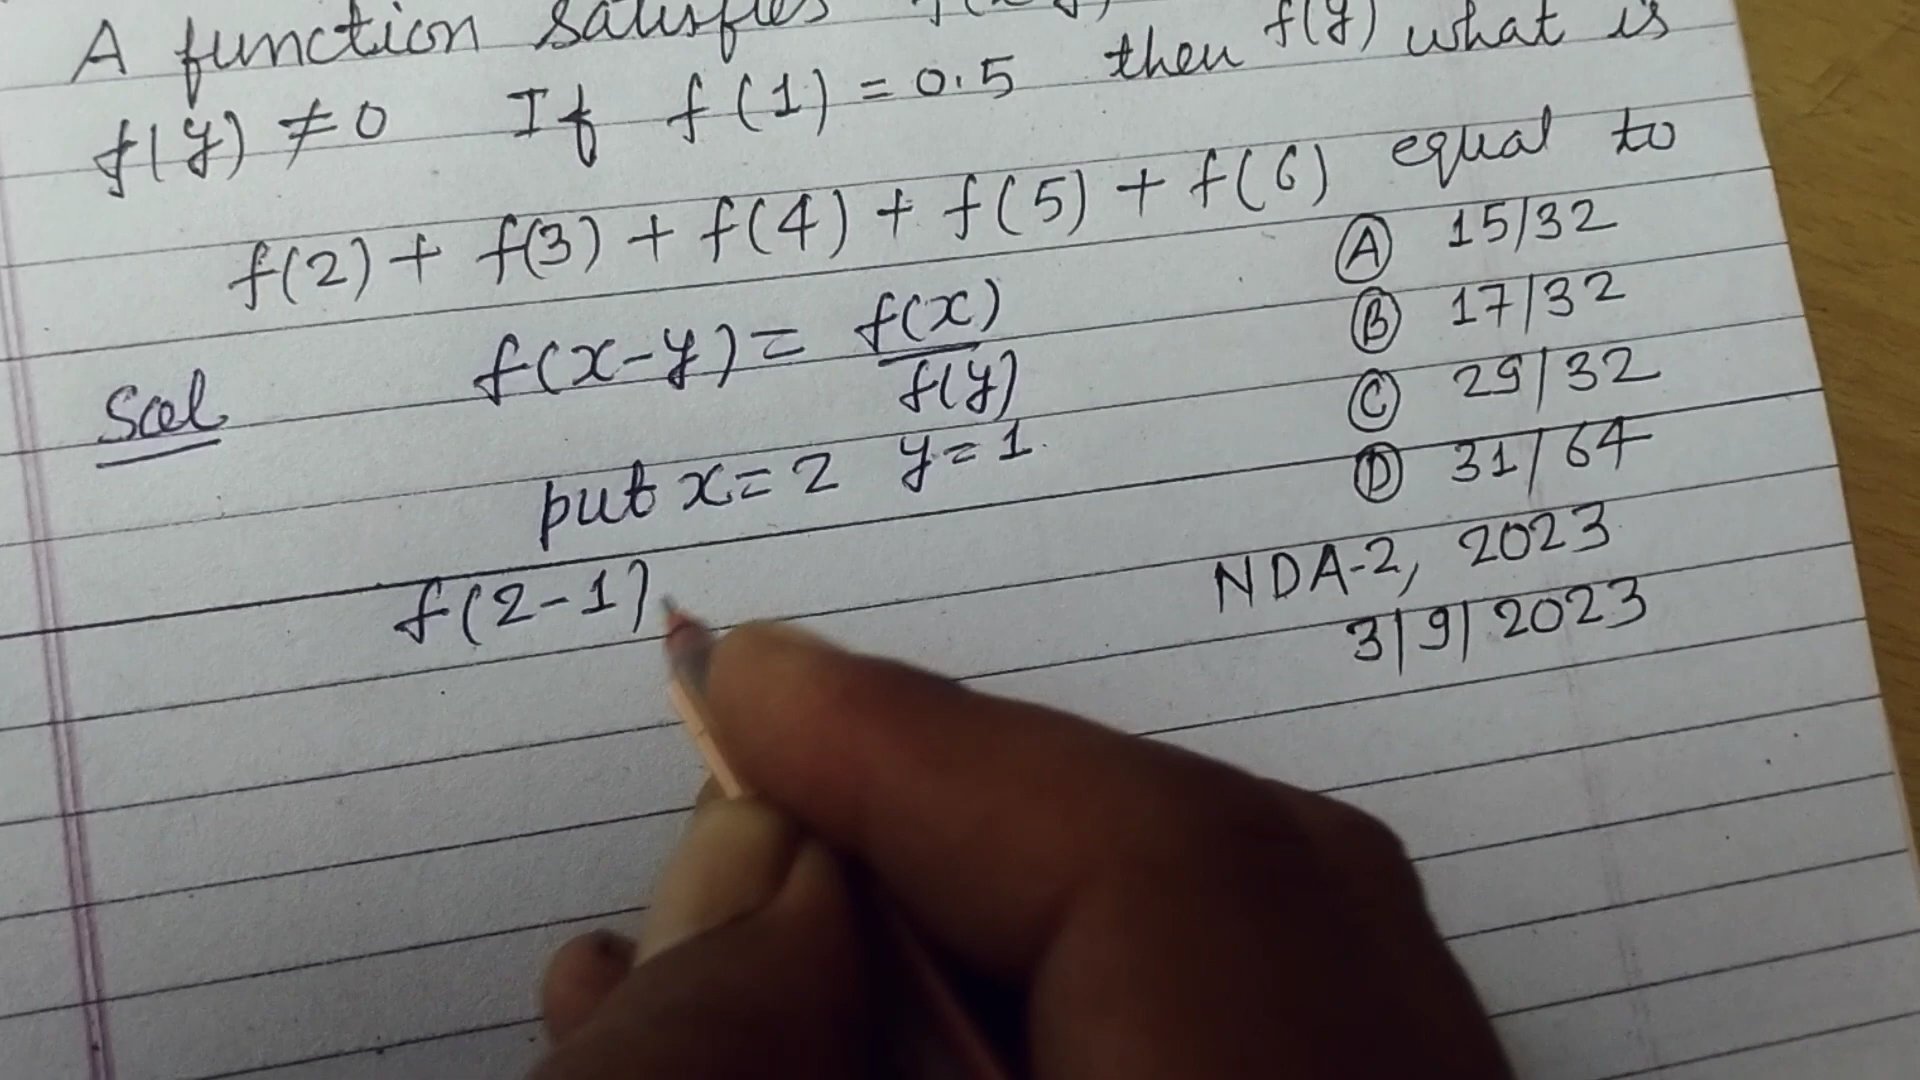 A function satisfies
f(y) what is
f(y) ≠ 0 If f(1) = 0.5 then
f(2) + f(3) + f(4) + f(5) + f(6) equal to
Ⓐ 15/32
Ⓑ 17/32
Ⓒ 29/32
Ⓓ 31/64
NDA-2, 2023
3/9/2023
Sol
f(x-y) = f(x)
f(y)
put x = 2 y = 1
f(2-1)